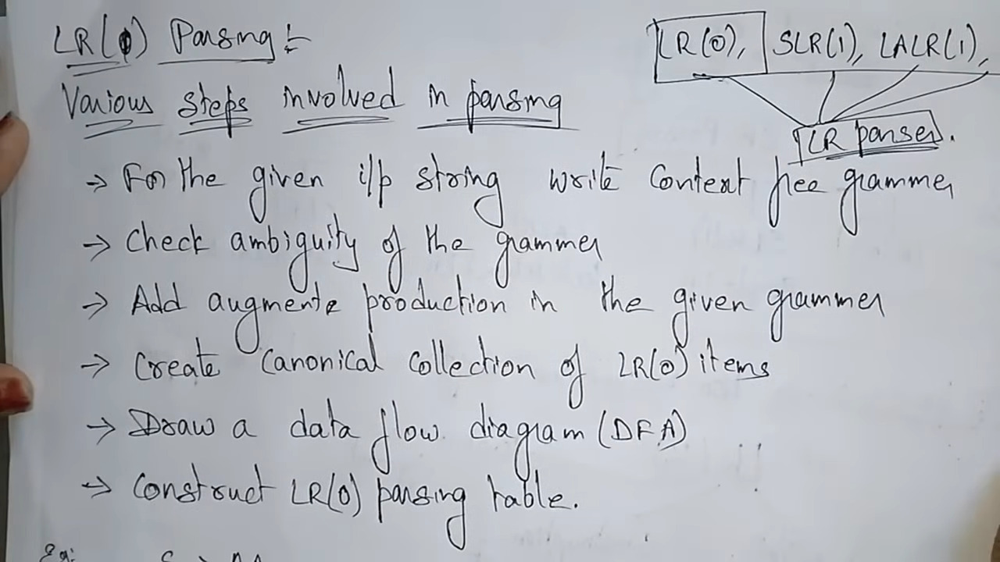 LR(0) Parsing:-
LR(0), SLR(1), LALR(1),
LR parser.
Various steps involved in parsing
→ For the given i/p string write Context free grammer
→ Check ambiguity of the grammer
→ Add augmente production in the given grammer
→ Create Canonical collection of LR(0) items
→ Draw a data flow diagram (DFA)
→ Construct LR(0) parsing table.
Eg: